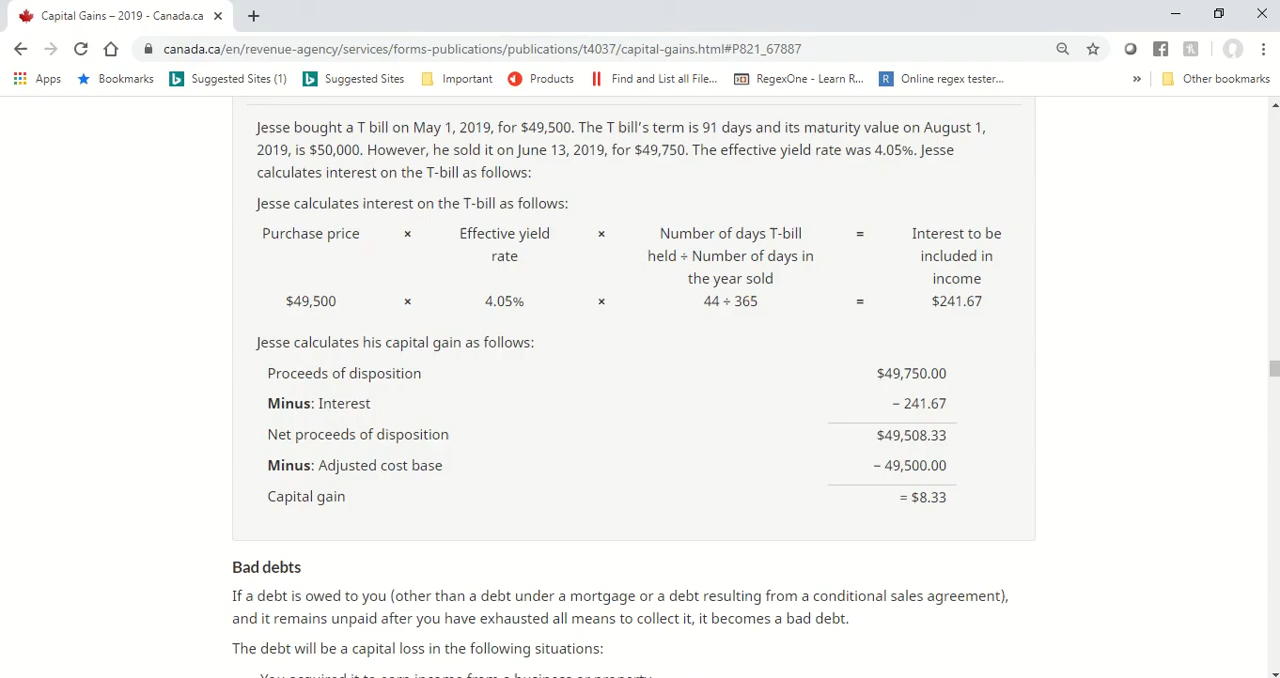 Capital Gains – 2019 - Canada.ca
canada.ca/en/revenue-agency/services/forms-publications/publications/t4037/capital-gains.html#P821_67887
Apps Bookmarks Suggested Sites (1) Suggested Sites Important Products Find and List all File... RegexOne - Learn R... R Online regex tester... » Other bookmarks
Jesse bought a T bill on May 1, 2019, for $49,500. The T bill's term is 91 days and its maturity value on August 1,
2019, is $50,000. However, he sold it on June 13, 2019, for $49,750. The effective yield rate was 4.05%. Jesse
calculates interest on the T-bill as follows:
Jesse calculates interest on the T-bill as follows:
Purchase price × Effective yield × Number of days T-bill = Interest to be
rate held ÷ Number of days in included in
the year sold income
$49,500 × 4.05% × 44 ÷ 365 = $241.67
Jesse calculates his capital gain as follows:
Proceeds of disposition $49,750.00
Minus: Interest − 241.67
Net proceeds of disposition $49,508.33
Minus: Adjusted cost base − 49,500.00
Capital gain = $8.33
Bad debts
If a debt is owed to you (other than a debt under a mortgage or a debt resulting from a conditional sales agreement),
and it remains unpaid after you have exhausted all means to collect it, it becomes a bad debt.
The debt will be a capital loss in the following situations:
You acquired it to earn income from a business or property